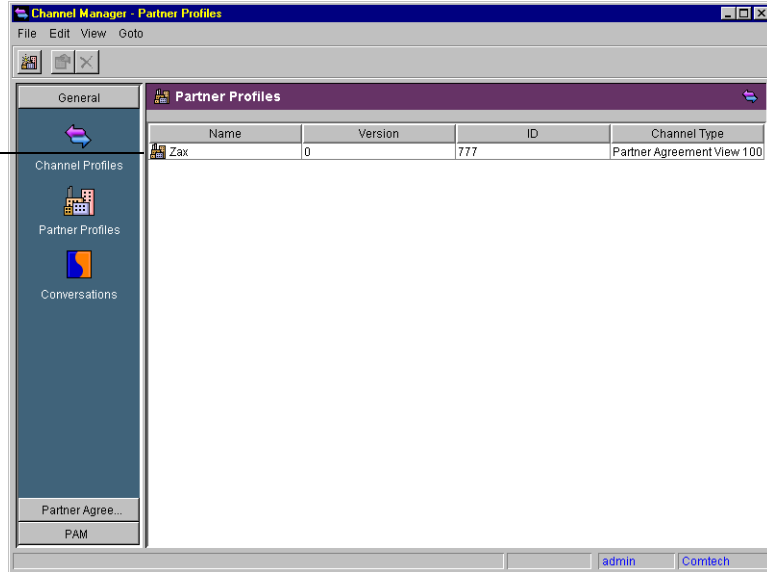 Channel Manager - Partner Profiles
File Edit View Goto
General
Partner Profiles
Name Version ID Channel Type
Zax 0 777 Partner Agreement View 100
Channel Profiles
Partner Profiles
Conversations
Partner Agree...
PAM
admin Comtech